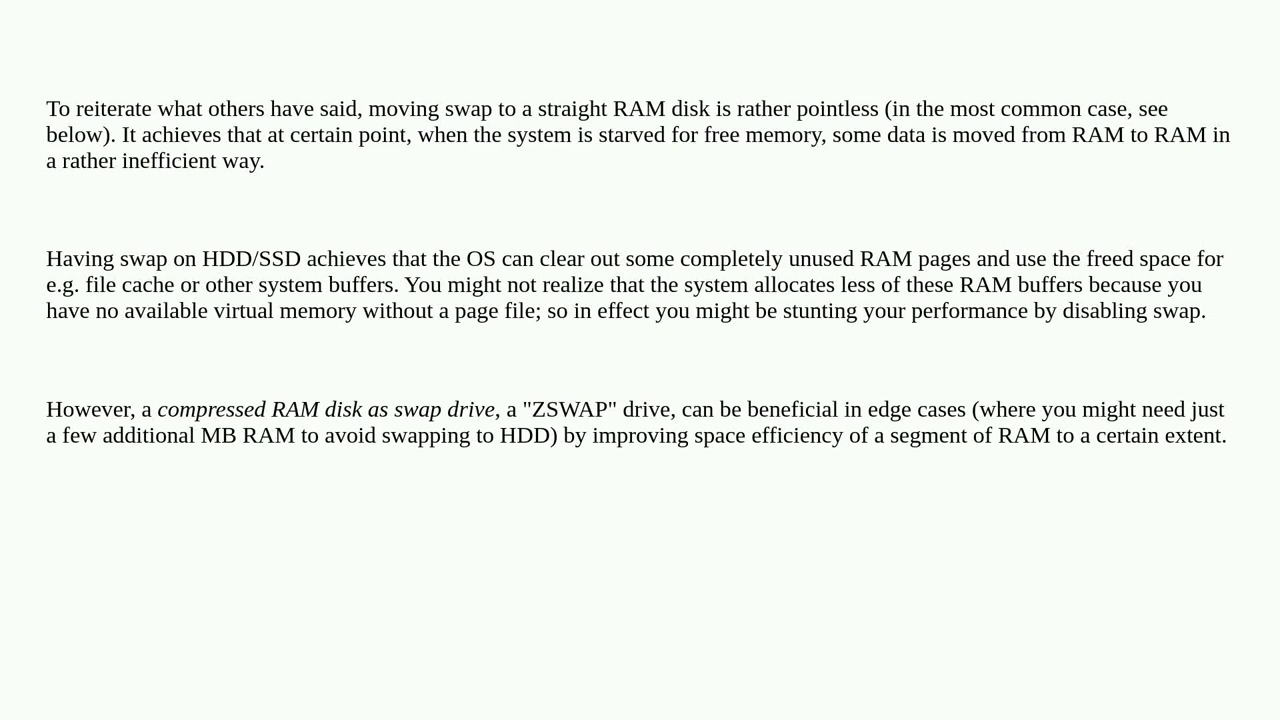 To reiterate what others have said, moving swap to a straight RAM disk is rather pointless (in the most common case, see
below). It achieves that at certain point, when the system is starved for free memory, some data is moved from RAM to RAM in
a rather inefficient way.
Having swap on HDD/SSD achieves that the OS can clear out some completely unused RAM pages and use the freed space for
e.g. file cache or other system buffers. You might not realize that the system allocates less of these RAM buffers because you
have no available virtual memory without a page file; so in effect you might be stunting your performance by disabling swap.
However, a compressed RAM disk as swap drive, a "ZSWAP" drive, can be beneficial in edge cases (where you might need just
a few additional MB RAM to avoid swapping to HDD) by improving space efficiency of a segment of RAM to a certain extent.